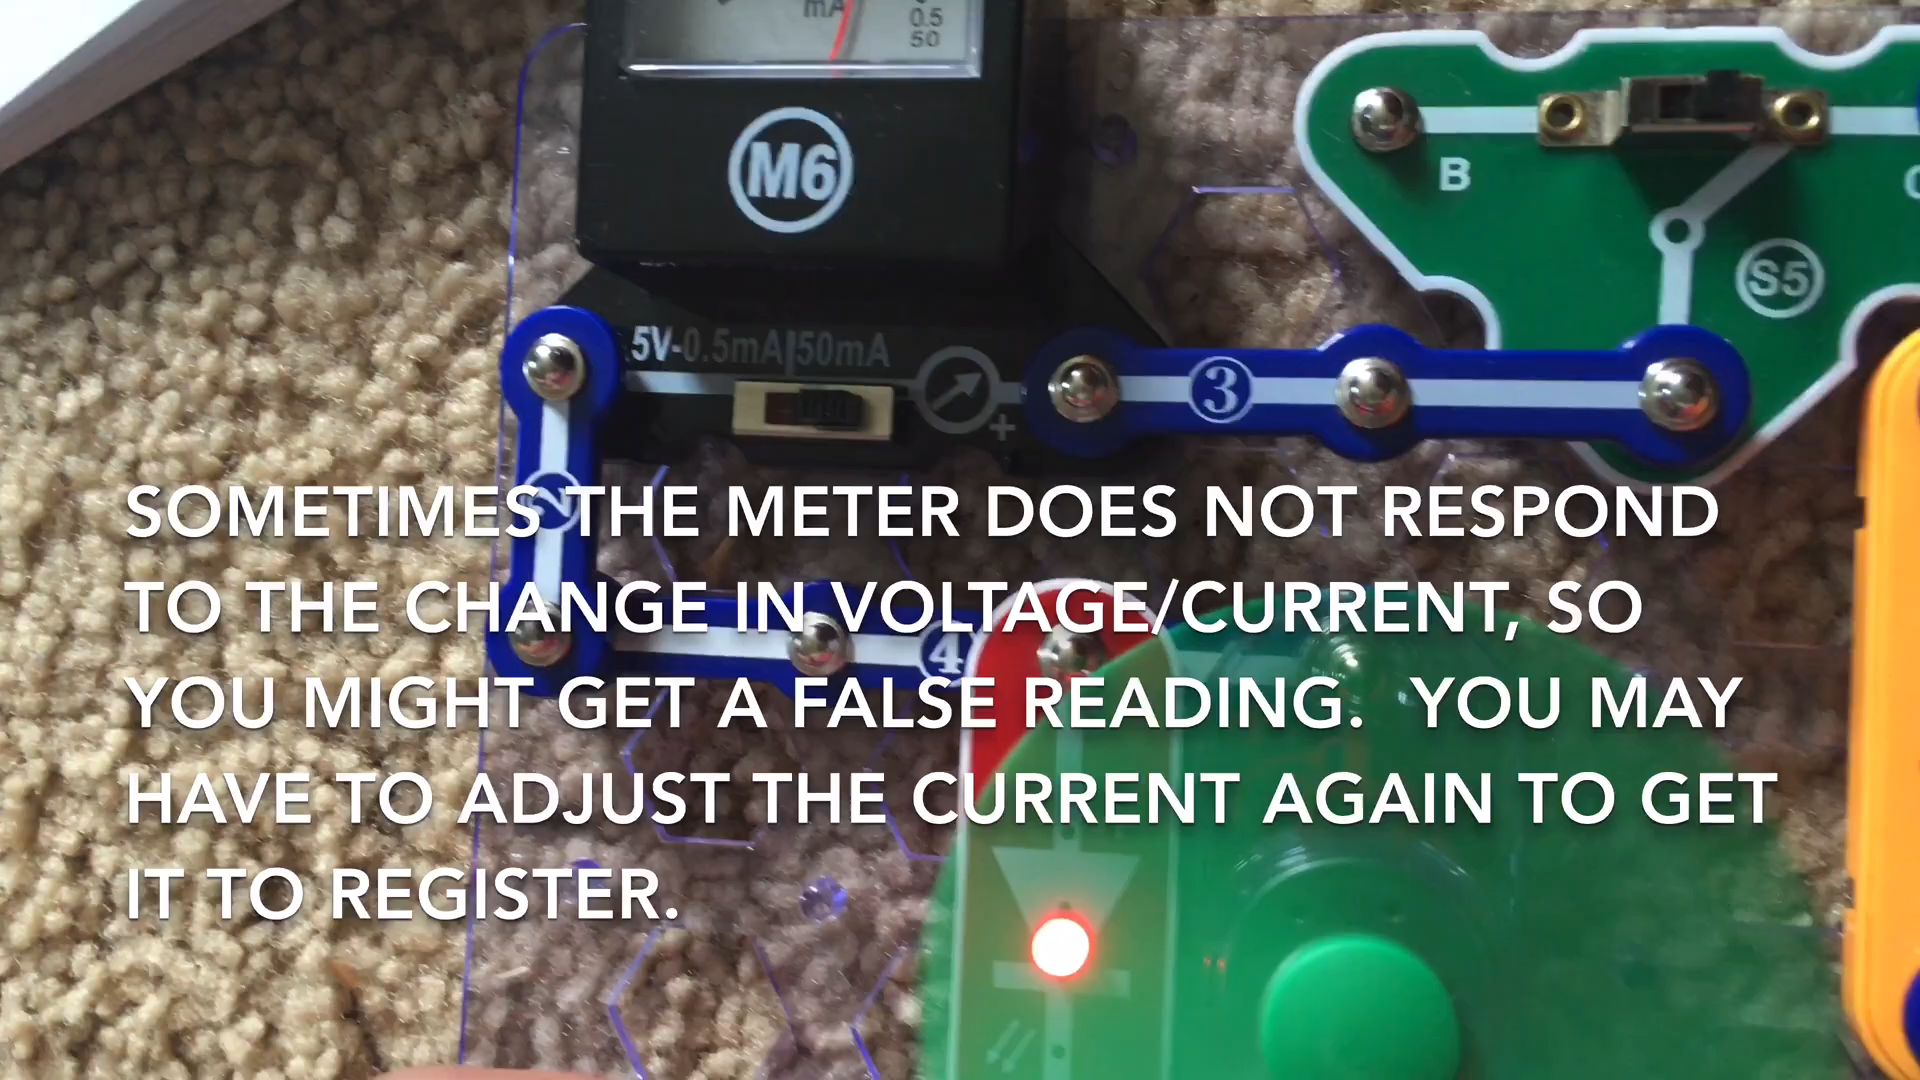 mA
0.5
50
M6
B
S5
5V-0.5mA|50mA
+
3
2
SOMETIMES THE METER DOES NOT RESPOND
TO THE CHANGE IN VOLTAGE/CURRENT, SO
4
YOU MIGHT GET A FALSE READING. YOU MAY
HAVE TO ADJUST THE CURRENT AGAIN TO GET
IT TO REGISTER.